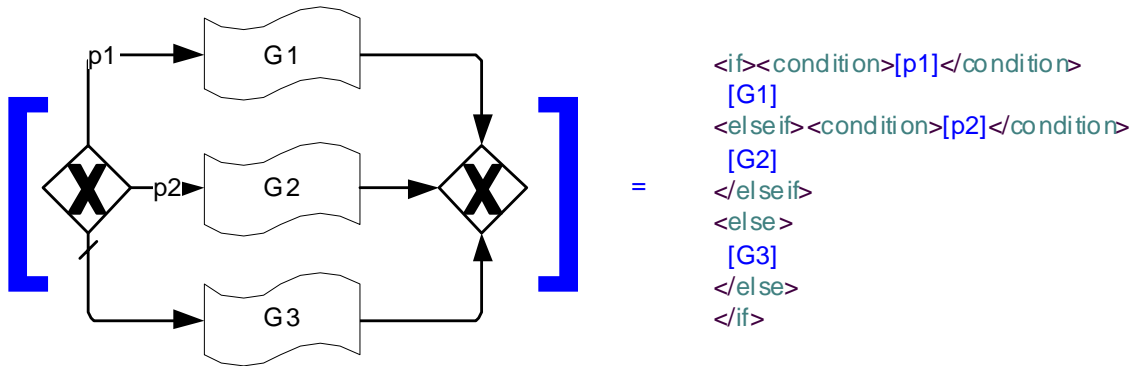 p1
G1
X
p2
G2
X
G3
=
<if><condition>[p1]</condition>
[G1]
<elseif><condition>[p2]</condition>
[G2]
</elseif>
<else>
[G3]
</else>
</if>